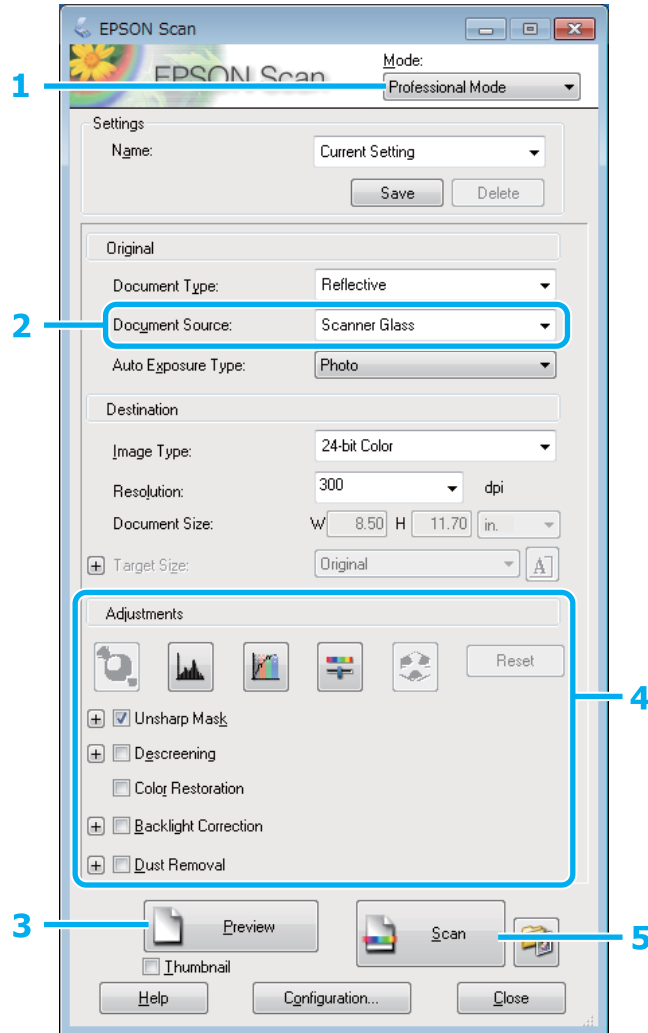 EPSON Scan
EPSON Scan
Mode:
1
Professional Mode
Settings
Name:
Current Setting
Save
Delete
Original
Document Type:
Reflective
2
Document Source:
Scanner Glass
Auto Exposure Type:
Photo
Destination
Image Type:
24-bit Color
Resolution:
300
dpi
Document Size:
W 8.50 H 11.70 in.
Target Size:
Original
A
Adjustments
Reset
4
Unsharp Mask
Descreening
Color Restoration
Backlight Correction
Dust Removal
3
Preview
Scan
5
Thumbnail
Help
Configuration...
Close